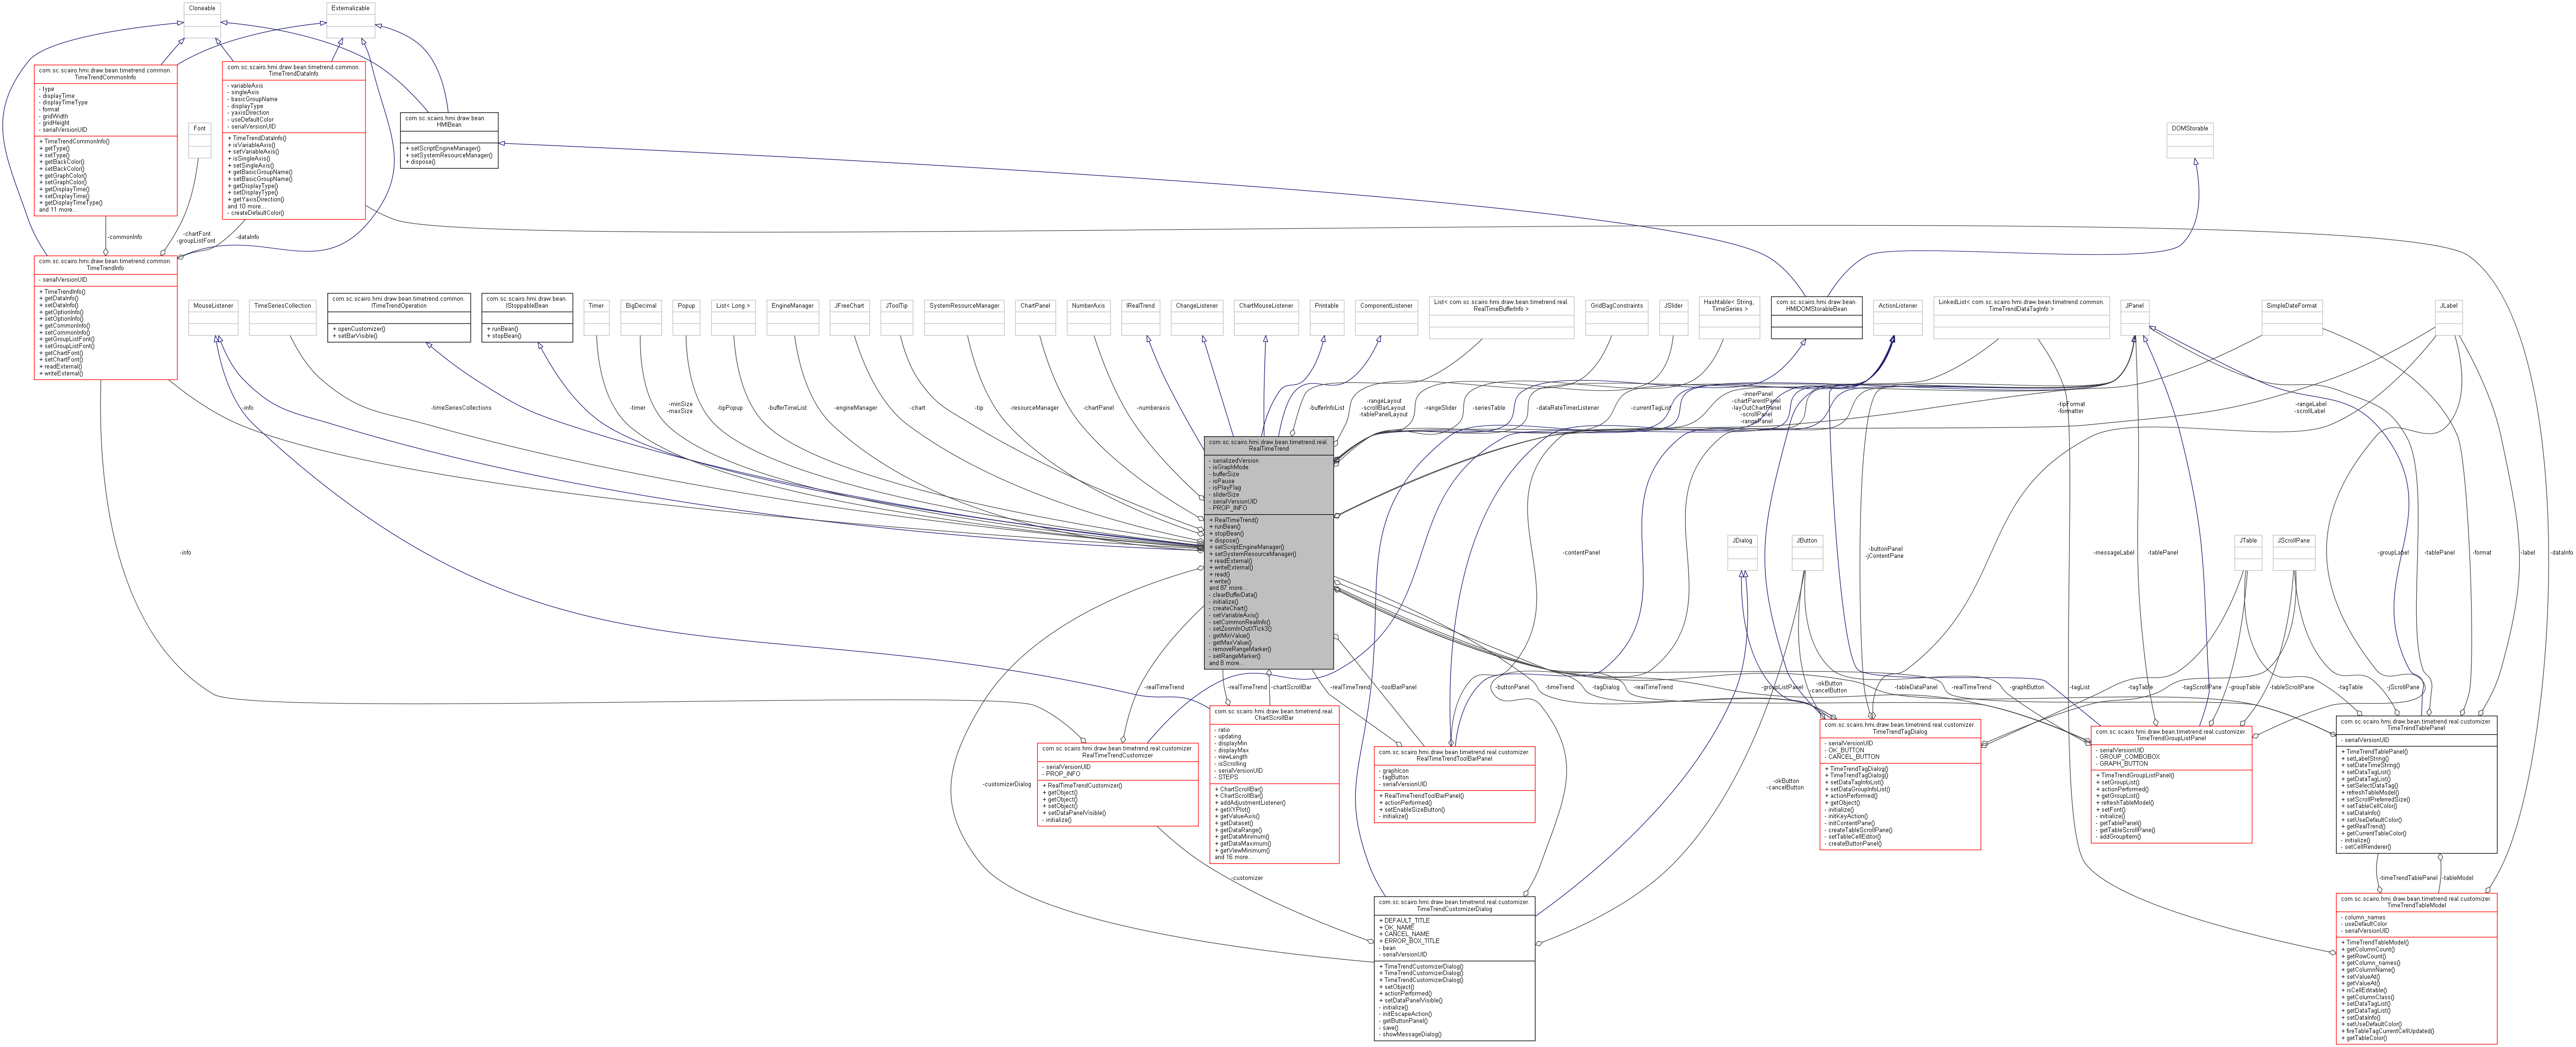 Cloneable
Externalizable
com.sc.scairo.hmi.draw.bean.timetrend.common.
TimeTrendCommonInfo
- type
- displayTime
- displayTimeType
- format
- gridWidth
- gridHeight
- serialVersionUID
+ TimeTrendCommonInfo()
+ getType()
+ setType()
+ getBackColor()
+ setBackColor()
+ getGraphColor()
+ setGraphColor()
+ getDisplayTime()
+ setDisplayTime()
+ getDisplayTimeType()
and 11 more...
com.sc.scairo.hmi.draw.bean.timetrend.common.
TimeTrendDataInfo
- variableAxis
- singleAxis
- basicGroupName
- displayType
- yaxisDirection
- useDefaultColor
- serialVersionUID
+ TimeTrendDataInfo()
+ isVariableAxis()
+ setVariableAxis()
+ isSingleAxis()
+ setSingleAxis()
+ getBasicGroupName()
+ setBasicGroupName()
+ getDisplayType()
+ setDisplayType()
+ getYaxisDirection()
and 10 more...
- createDefaultColor()
Font
com.sc.scairo.hmi.draw.bean.
HMIBean
+ setScriptEngineManager()
+ setSystemResourceManager()
+ dispose()
DOMStorable
-commonInfo
-chartFont
-groupListFont
-dataInfo
com.sc.scairo.hmi.draw.bean.timetrend.common.
TimeTrendInfo
- serialVersionUID
+ TimeTrendInfo()
+ getDataInfo()
+ setDataInfo()
+ getOptionInfo()
+ setOptionInfo()
+ getCommonInfo()
+ setCommonInfo()
+ getGroupListFont()
+ setGroupListFont()
+ getChartFont()
+ setChartFont()
+ readExternal()
+ writeExternal()
MouseListener
TimeSeriesCollection
com.sc.scairo.hmi.draw.bean.timetrend.common.
ITimeTrendOperation
+ openCustomizer()
+ setBarVisible()
com.sc.scairo.hmi.draw.bean.
IStoppableBean
+ runBean()
+ stopBean()
Timer
BigDecimal
Popup
List< Long >
EngineManager
JFreeChart
JToolTip
SystemResourceManager
ChartPanel
NumberAxis
IRealTrend
ChangeListener
ChartMouseListener
Printable
ComponentListener
List< com.sc.scairo.hmi.draw.bean.timetrend.real.
RealTimeBufferInfo >
GridBagConstraints
JSlider
Hashtable< String,
TimeSeries >
com.sc.scairo.hmi.draw.bean.
HMIDOMStorableBean
ActionListener
LinkedList< com.sc.scairo.hmi.draw.bean.timetrend.common.
TimeTrendDataTagInfo >
JPanel
SimpleDateFormat
JLabel
-info
-timeSeriesCollections
-timer
-minSize
-maxSize
-tipPopup
-bufferTimeList
-engineManager
-chart
-tip
-resourceManager
-chartPanel
-numberaxis
-bufferInfoList
-rangeLayout
-scrollBarLayout
-tablePanelLayout
-rangeSlider
-seriesTable
-dataRateTimerListener
-currentTagList
-innerPanel
-chartParentPanel
-layOutChartPanel
-scrollPanel
-rangePanel
-tipFormat
-formatter
-rangeLabel
-scrollLabel
com.sc.scairo.hmi.draw.bean.timetrend.real.
RealTimeTrend
- serializedVersion
- isGraphMode
- bufferSize
- isPause
- isPlayFlag
- sliderSize
- serialVersionUID
- PROP_INFO
+ RealTimeTrend()
+ runBean()
+ stopBean()
+ dispose()
+ setScriptEngineManager()
+ setSystemResourceManager()
+ readExternal()
+ writeExternal()
+ read()
+ write()
and 87 more...
- clearBufferData()
- initialize()
- createChart()
- setVariableAxis()
- setCommonRealInfo()
- setZoomInOutXTick3()
- getMinValue()
- getMaxValue()
- removeRangeMarker()
- setRangeMarker()
and 8 more...
-info
-contentPanel
JDialog
JButton
-buttonPanel
-jContentPane
-messageLabel
-tablePanel
JTable
JScrollPane
-groupLabel
-tablePanel
-format
-label
-dataInfo
-realTimeTrend
-realTimeTrend
-chartScrollBar
-realTimeTrend
-toolBarPanel
-buttonPanel
-timeTrend
-tagDialog
-realTimeTrend
-groupListPanel
-okButton
-cancelButton
-tableDataPanel
-realTimeTrend
-graphButton
-tagList
-tagTable
-tagScrollPane
-groupTable
-tableScrollPane
-tagTable
-jScrollPane
-customizerDialog
-okButton
-cancelButton
com.sc.scairo.hmi.draw.bean.timetrend.real.customizer.
RealTimeTrendCustomizer
- serialVersionUID
- PROP_INFO
+ RealTimeTrendCustomizer()
+ getObject()
+ getObject()
+ setObject()
+ setDataPanelVisible()
- initialize()
com.sc.scairo.hmi.draw.bean.timetrend.real.
ChartScrollBar
- ratio
- updating
- displayMin
- displayMax
- viewLength
- isScrolling
- serialVersionUID
- STEPS
+ ChartScrollBar()
+ ChartScrollBar()
+ addAdjustmentListener()
+ getXYPlot()
+ getValueAxis()
+ getDataset()
+ getDataRange()
+ getDataMinimum()
+ getDataMaximum()
+ getViewMinimum()
and 16 more...
com.sc.scairo.hmi.draw.bean.timetrend.real.customizer.
RealTimeTrendToolBarPanel
- graphIcon
- tagButton
- serialVersionUID
+ RealTimeTrendToolBarPanel()
+ actionPerformed()
+ setEnableSizeButton()
- initialize()
com.sc.scairo.hmi.draw.bean.timetrend.real.customizer.
TimeTrendTagDialog
- serialVersionUID
- OK_BUTTON
- CANCEL_BUTTON
+ TimeTrendTagDialog()
+ TimeTrendTagDialog()
+ setDataTagInfoList()
+ setDataGroupInfoList()
+ actionPerformed()
+ getObject()
- initialize()
- initKeyAction()
- initContentPane()
- createTableScrollPane()
- setTableCellEditor()
- createButtonPanel()
com.sc.scairo.hmi.draw.bean.timetrend.real.customizer.
TimeTrendGroupListPanel
- serialVersionUID
- GROUP_COMBOBOX
- GRAPH_BUTTON
+ TimeTrendGroupListPanel()
+ setGroupList()
+ actionPerformed()
+ getGroupList()
+ refreshTableModel()
+ setFont()
- initialize()
- getTablePanel()
- getTableScrollPane()
- addGroupItem()
com.sc.scairo.hmi.draw.bean.timetrend.real.customizer.
TimeTrendTablePanel
- serialVersionUID
+ TimeTrendTablePanel()
+ setLabelString()
+ setDateTimeString()
+ setDataTagList()
+ getDataTagList()
+ setSelectDataTag()
+ refreshTableModel()
+ setScrollPreferredSize()
+ setTableCellColor()
+ setDataInfo()
+ setUseDefaultColor()
+ getRealTrend()
+ getCurrentTableColor()
- initialize()
- setCellRenderer()
-customizer
-timeTrendTablePanel
-tableModel
com.sc.scairo.hmi.draw.bean.timetrend.real.customizer.
TimeTrendCustomizerDialog
+ DEFAULT_TITLE
+ OK_NAME
+ CANCEL_NAME
+ ERROR_BOX_TITLE
- bean
- serialVersionUID
+ TimeTrendCustomizerDialog()
+ TimeTrendCustomizerDialog()
+ TimeTrendCustomizerDialog()
+ setObject()
+ actionPerformed()
+ setDataPanelVisible()
- initialize()
- initEscapeAction()
- getButtonPanel()
- save()
- showMessageDialog()
com.sc.scairo.hmi.draw.bean.timetrend.real.customizer.
TimeTrendTableModel
- column_names
- useDefaultColor
- serialVersionUID
+ TimeTrendTableModel()
+ getColumnCount()
+ getRowCount()
+ getColumn_names()
+ getColumnName()
+ setValueAt()
+ getValueAt()
+ isCellEditable()
+ getColumnClass()
+ setDataTagList()
+ getDataTagList()
+ setDataInfo()
+ setUseDefaultColor()
+ fireTableTagCurrentCellUpdated()
+ getTableColor()